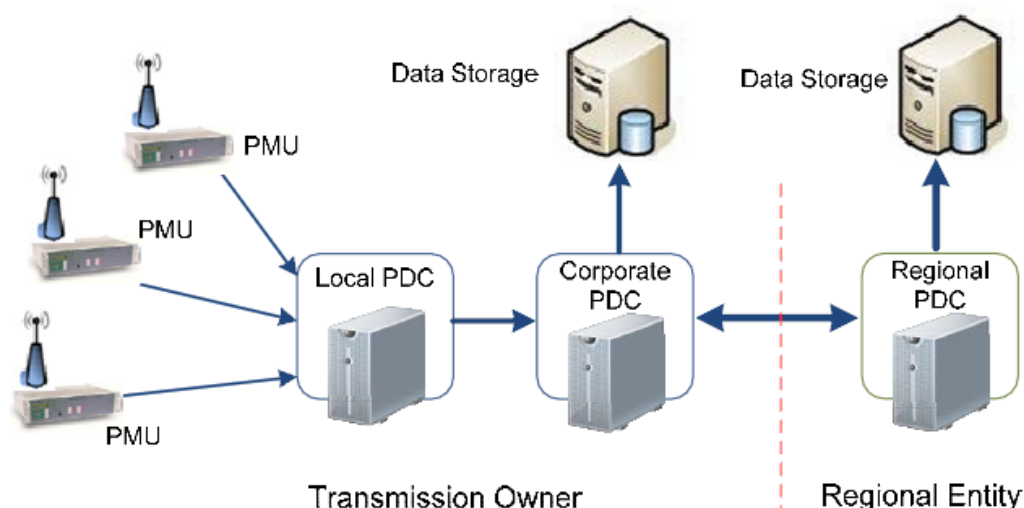 Data Storage
Data Storage
PMU
PMU
PMU
Local PDC
Corporate
PDC
Regional
PDC
Transmission Owner
Regional Entity